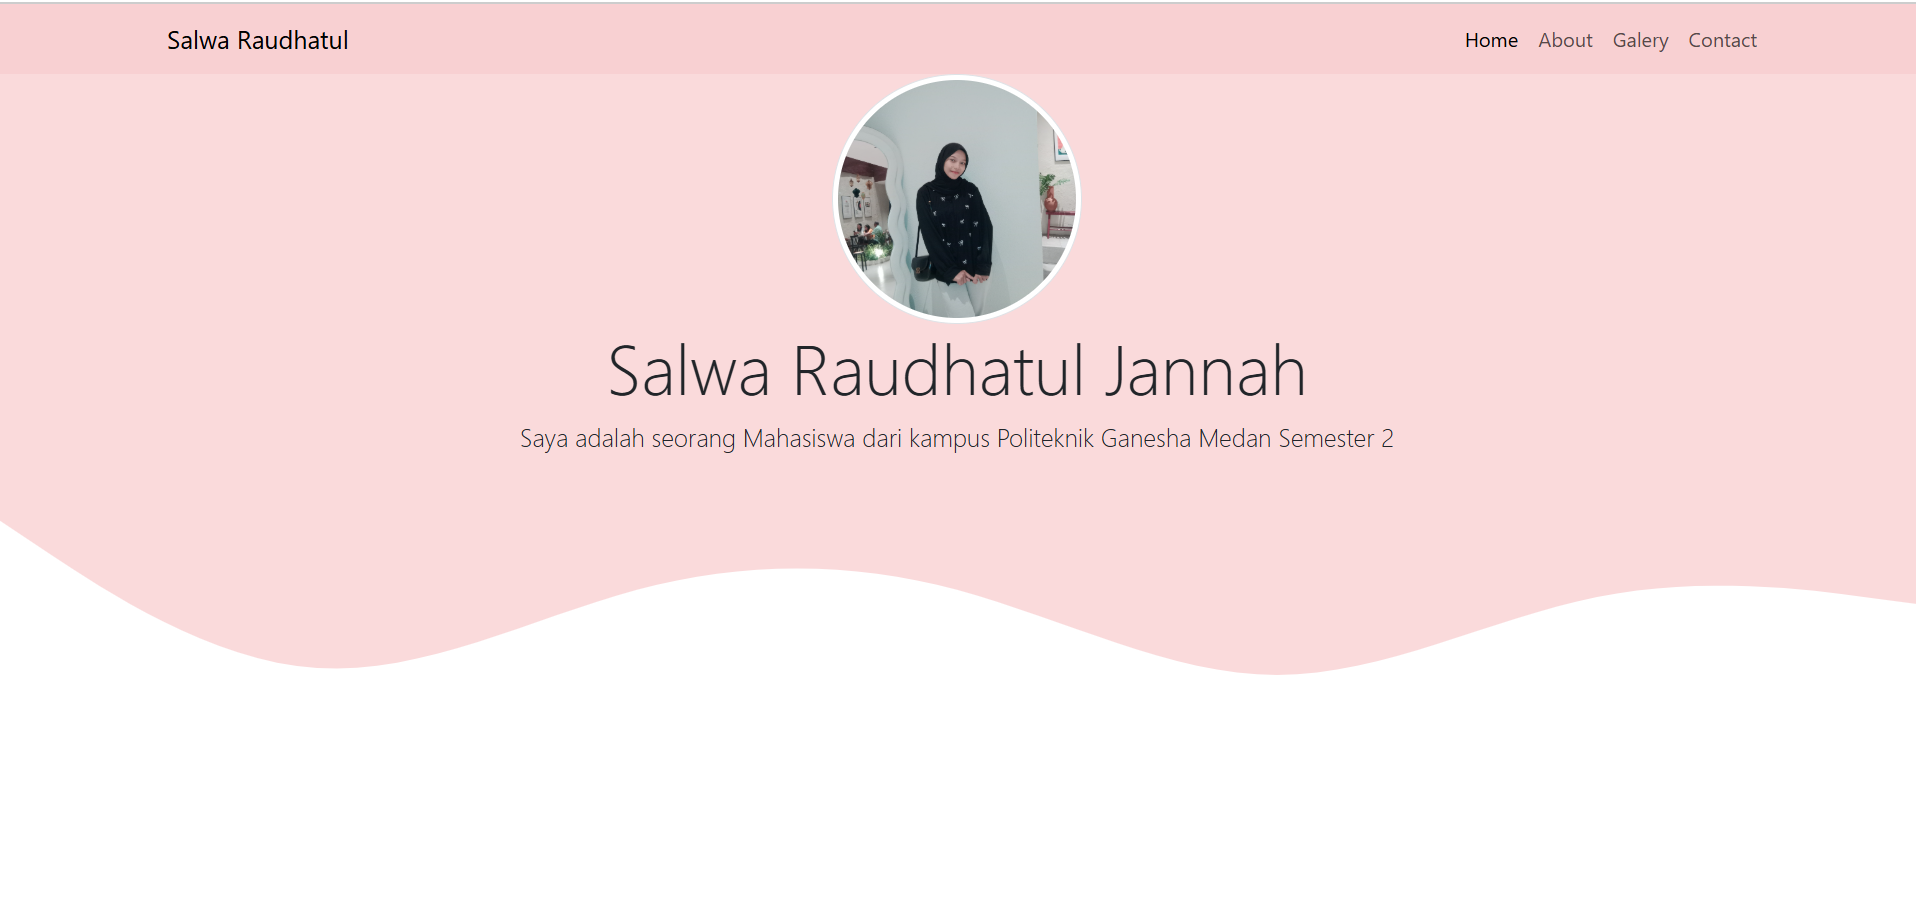 Salwa Raudhatul
Home About Galery Contact
Salwa Raudhatul Jannah
Saya adalah seorang Mahasiswa dari kampus Politeknik Ganesha Medan Semester 2